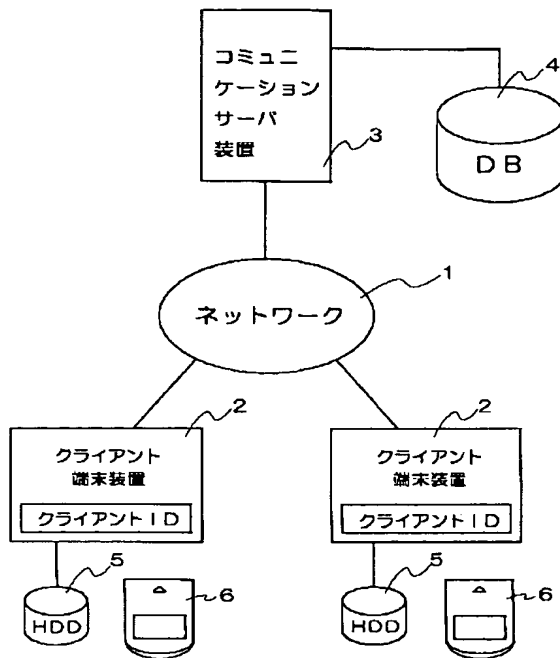 コミュニ
ケーション
サーバ
装置
3
4
DB
1
ネットワーク
2
クライアント
端末装置
クライアントID
2
クライアント
端末装置
クライアントID
5
HDD
6
5
HDD
6